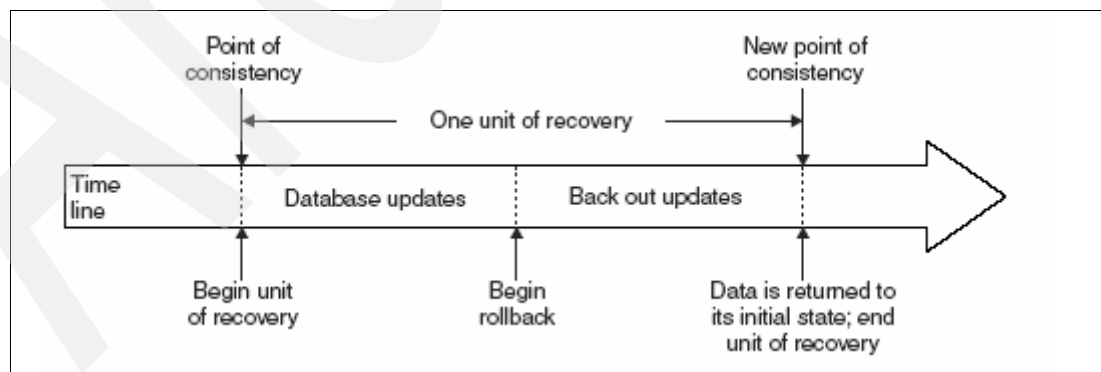 Point of
consistency
New point of
consistency
One unit of recovery
Time
line
Database updates
Back out updates
Begin unit
of recovery
Begin
rollback
Data is returned to
its initial state; end
unit of recovery